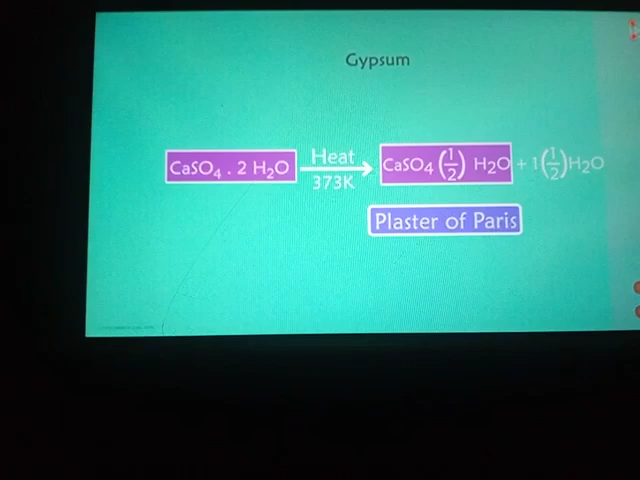 Gypsum
CaSO₄ . 2 H₂O Heat 373K → CaSO₄ (1/2) H₂O + 1(1/2)H₂O
Plaster of Paris